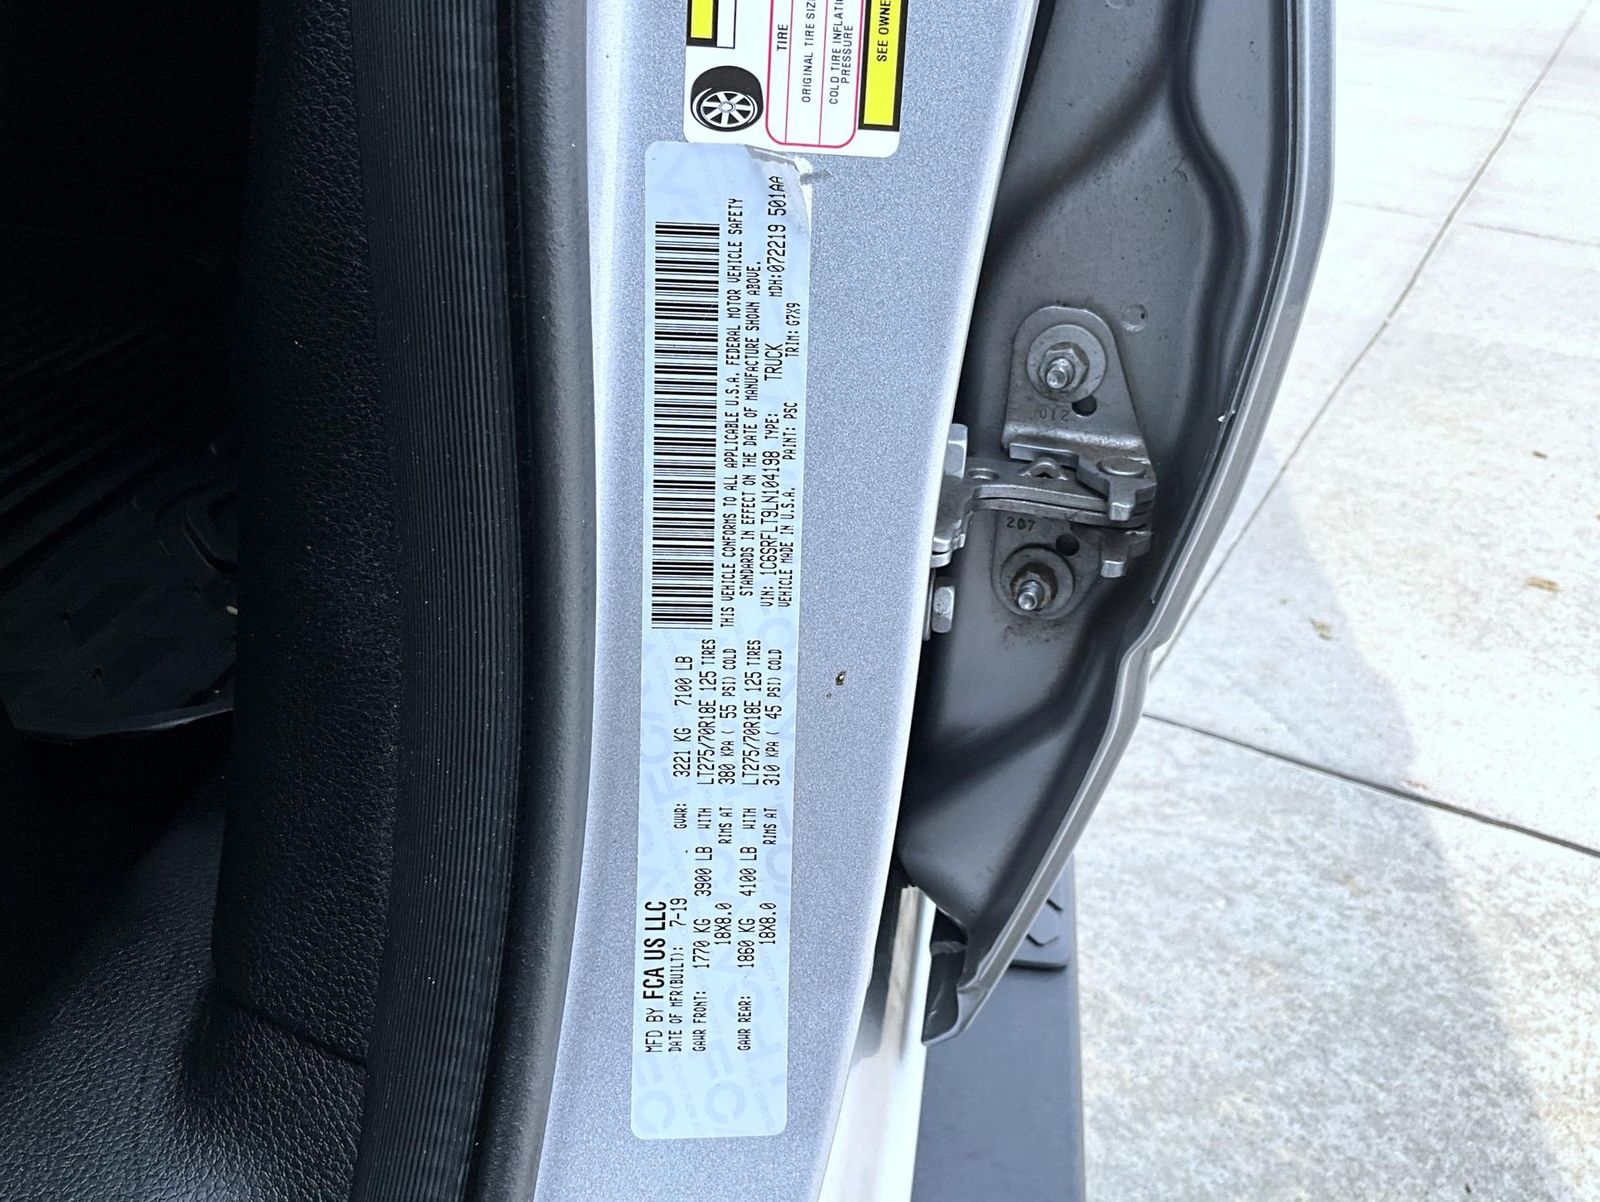 TIRE
ORIGINAL TIRE SIZ
COLD TIRE INFLATI
PRESSURE
SEE OWNE
MFD BY FCA US LLC
DATE OF MFR(BUILT): 7-19 GVWR: 3221 KG 7100 LB
GAWR FRONT: 1770 KG 3900 LB WITH LT275/70R18E 125 TIRES
18X8.0 RIMS AT 380 KPA ( 55 PSI) COLD
GAWR REAR: 1860 KG 4100 LB WITH LT275/70R18E 125 TIRES
18X8.0 RIMS AT 310 KPA ( 45 PSI) COLD
THIS VEHICLE CONFORMS TO ALL APPLICABLE U.S.A. FEDERAL MOTOR VEHICLE SAFETY
STANDARDS IN EFFECT ON THE DATE OF MANUFACTURE SHOWN ABOVE.
VIN: 1C6SRFLT9LN104198 TYPE: TRUCK MDH:072219 501AA
VEHICLE MADE IN U.S.A. PAINT: PSC TRIM: G7X9
210
207